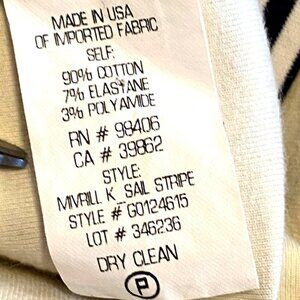 MADE IN USA
OF IMPORTED FABRIC
SELF:
90% COTTON
7% ELASTANE
3% POLYAMIDE
RN # 98406
CA # 39862
STYLE:
MIVRILL K_SAIL STRIPE
STYLE # G0124615
LOT # 346236
DRY CLEAN
P